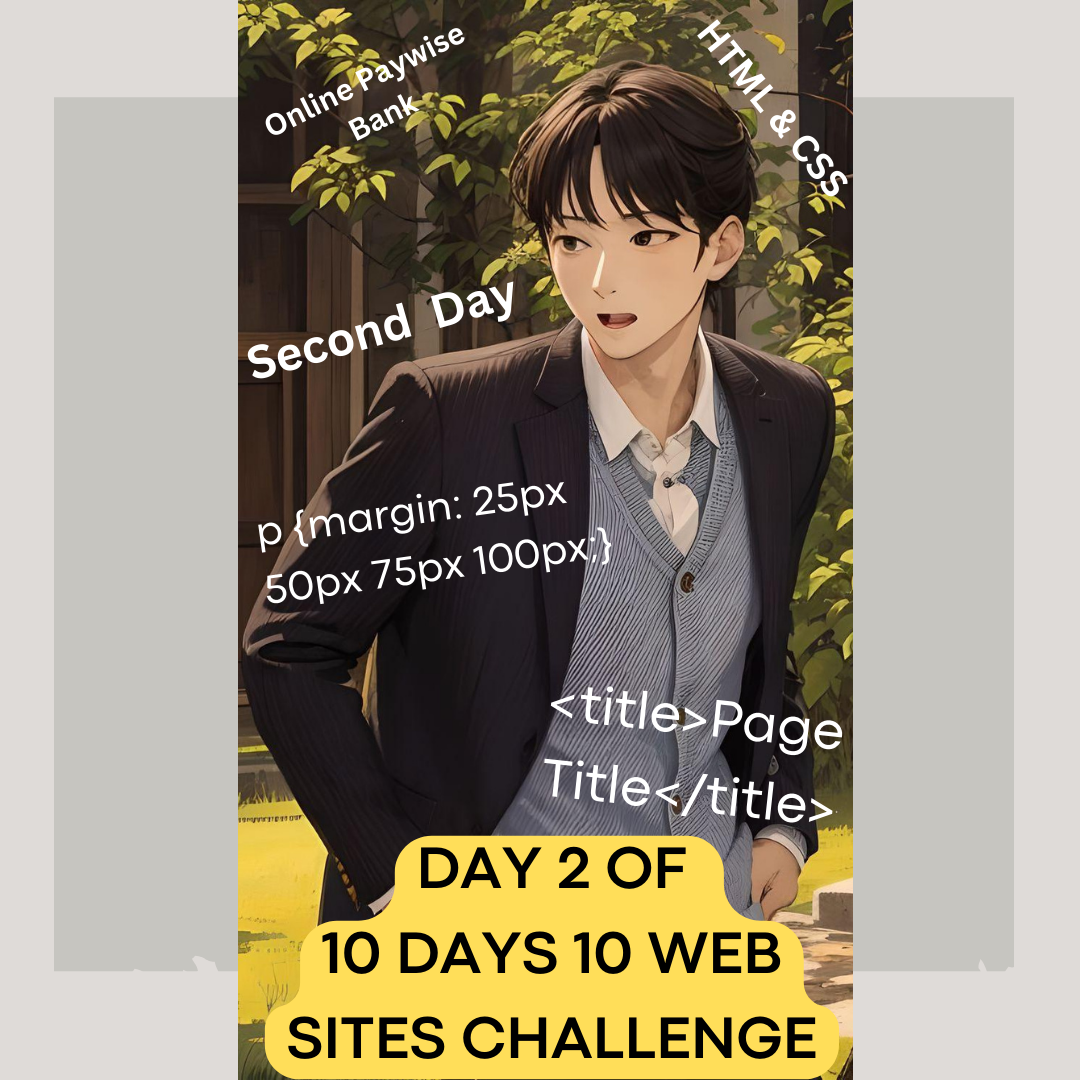 Online Paywise
Bank
HTML & CSS
Second Day
p {margin: 25px
50px 75px 100px;}
<title>Page
Title</title>
DAY 2 OF
10 DAYS 10 WEB
SITES CHALLENGE